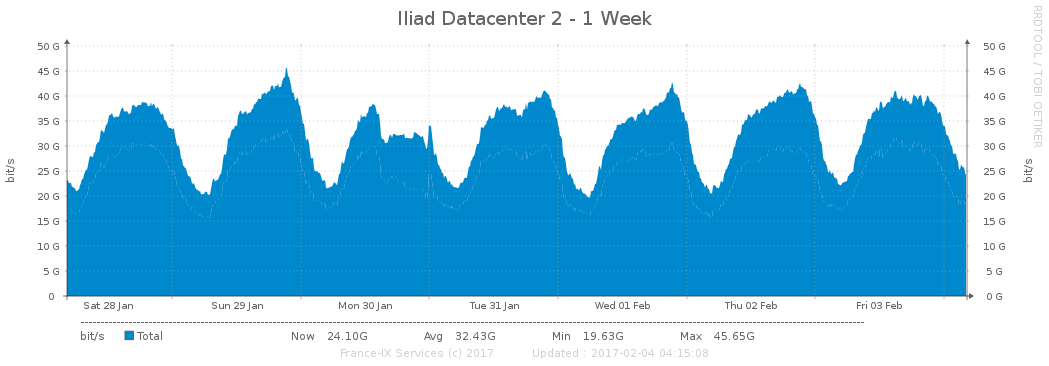 Iliad Datacenter 2 - 1 Week
RRDTOOL / TOBI OETIKER
50 G 50 G
45 G 45 G
40 G 40 G
35 G 35 G
30 G 30 G
25 G 25 G
20 G 20 G
15 G 15 G
10 G 10 G
5 G 5 G
0 0 G
bit/s bit/s
Sat 28 Jan Sun 29 Jan Mon 30 Jan Tue 31 Jan Wed 01 Feb Thu 02 Feb Fri 03 Feb
bit/s Total Now 24.10G Avg 32.43G Min 19.63G Max 45.65G
France-IX Services (c) 2017 Updated : 2017-02-04 04:15:08